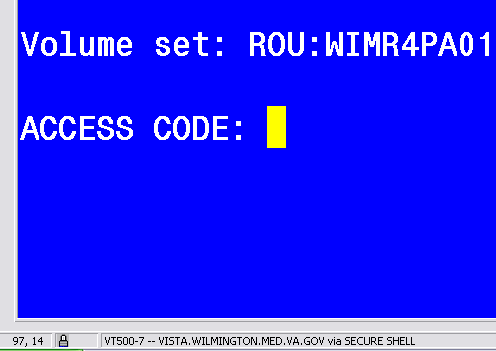 Volume set: ROU:WIMR4PA01
ACCESS CODE:
97, 14 VT500-7 -- VISTA.WILMINGTON.MED.VA.GOV via SECURE SHELL